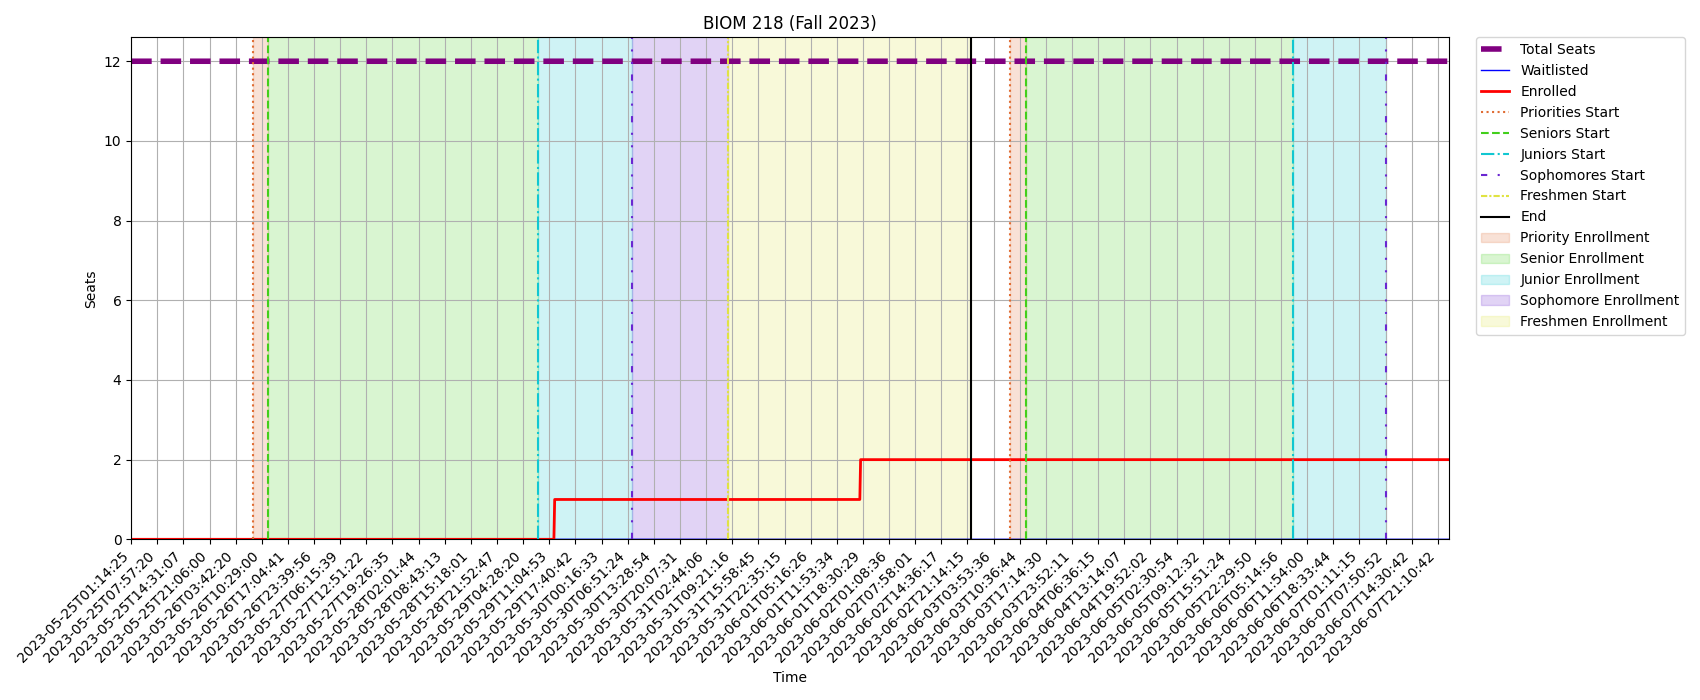 BIOM 218 (Fall 2023)
12
10
8
6
4
2
0
Seats
2023-05-25T01:14:25
2023-05-25T07:57:20
2023-05-25T14:31:07
2023-05-25T21:06:00
2023-05-26T03:42:20
2023-05-26T10:29:00
2023-05-26T17:04:41
2023-05-26T23:39:56
2023-05-27T06:15:39
2023-05-27T12:51:22
2023-05-27T19:26:35
2023-05-28T02:01:44
2023-05-28T08:43:13
2023-05-28T15:18:01
2023-05-28T21:52:47
2023-05-29T04:28:20
2023-05-29T11:04:53
2023-05-29T17:40:42
2023-05-30T00:16:33
2023-05-30T06:51:24
2023-05-30T13:28:54
2023-05-30T20:07:31
2023-05-31T02:44:06
2023-05-31T09:21:16
2023-05-31T15:58:45
2023-05-31T22:35:15
2023-06-01T05:16:26
2023-06-01T11:53:34
2023-06-01T18:30:29
2023-06-02T01:08:36
2023-06-02T07:58:01
2023-06-02T14:36:17
2023-06-02T21:14:15
2023-06-03T03:53:36
2023-06-03T10:36:44
2023-06-03T17:14:30
2023-06-03T23:52:11
2023-06-04T06:36:15
2023-06-04T13:14:07
2023-06-04T19:52:02
2023-06-05T02:30:54
2023-06-05T09:12:32
2023-06-05T15:51:24
2023-06-05T22:29:50
2023-06-06T05:14:56
2023-06-06T11:54:00
2023-06-06T18:33:44
2023-06-07T01:11:15
2023-06-07T07:50:52
2023-06-07T14:30:42
2023-06-07T21:10:42
Time
Total Seats
Waitlisted
Enrolled
Priorities Start
Seniors Start
Juniors Start
Sophomores Start
Freshmen Start
End
Priority Enrollment
Senior Enrollment
Junior Enrollment
Sophomore Enrollment
Freshmen Enrollment